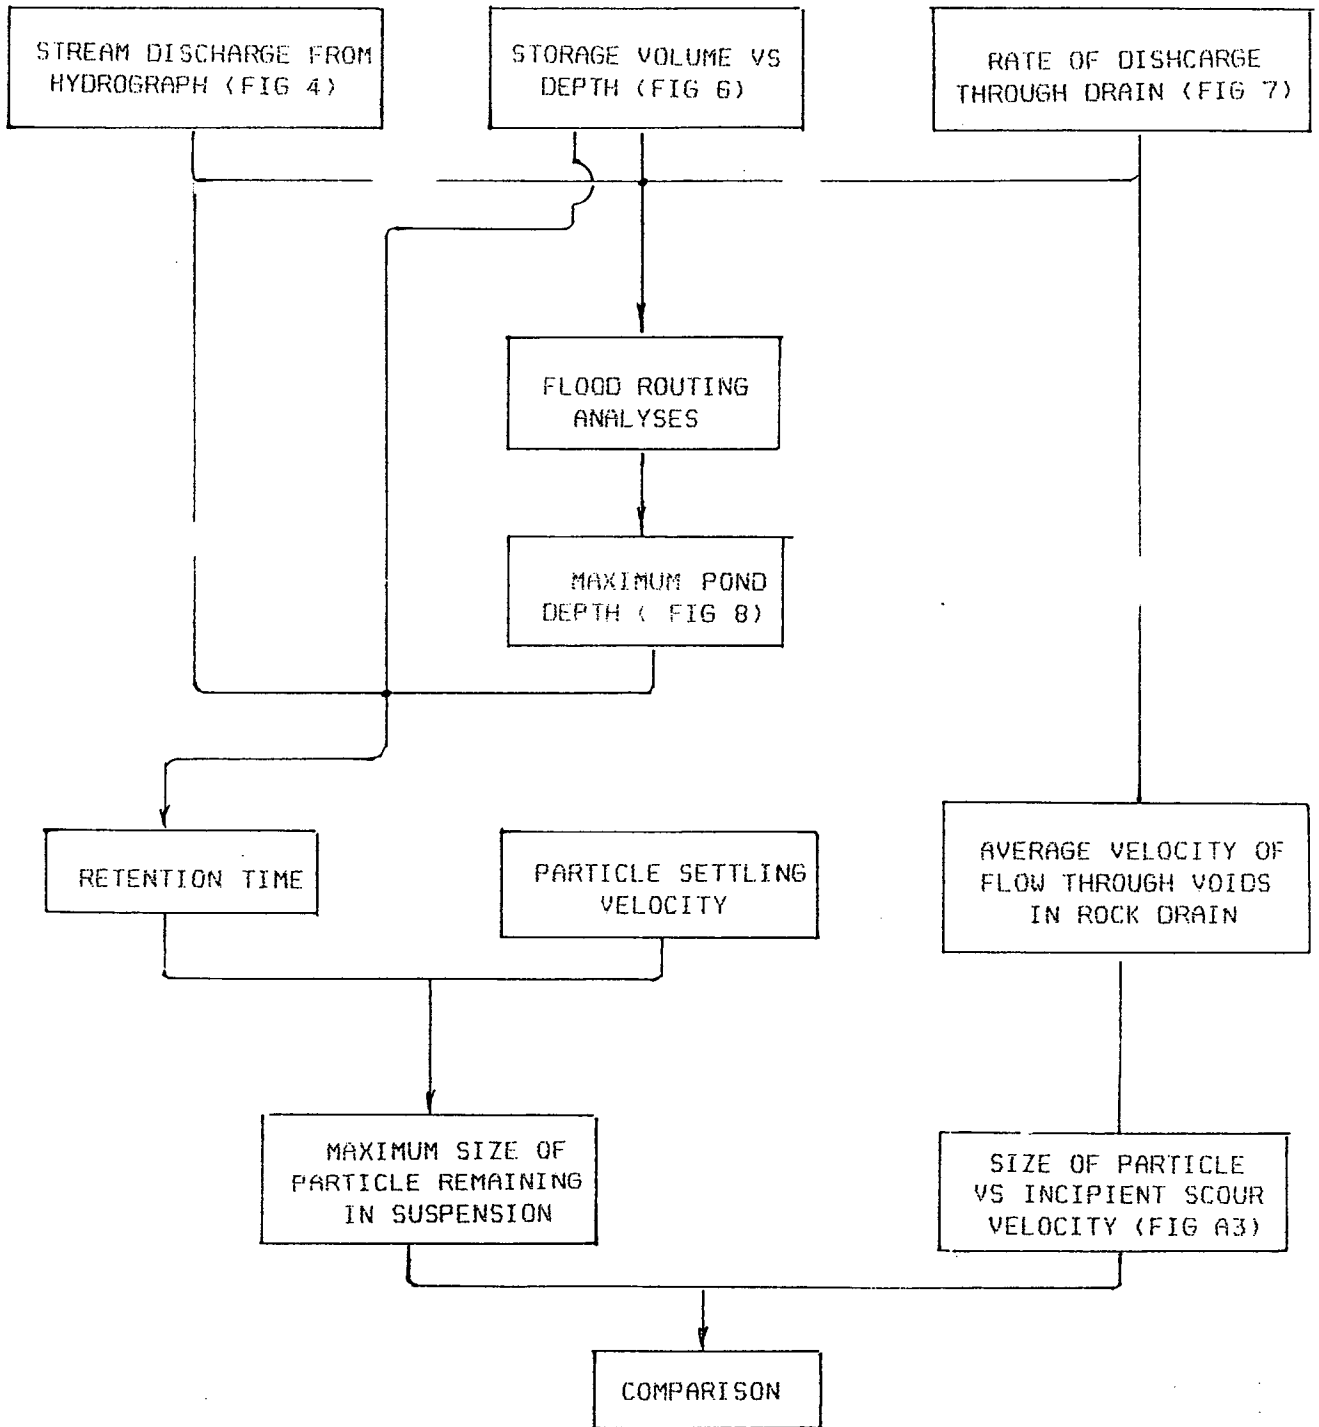 STREAM DISCHARGE FROM
HYDROGRAPH (FIG 4)
STORAGE VOLUME VS
DEPTH (FIG 6)
RATE OF DISHCARGE
THROUGH DRAIN (FIG 7)
FLOOD ROUTING
ANALYSES
MAXIMUM POND
DEPTH ( FIG 8)
RETENTION TIME
PARTICLE SETTLING
VELOCITY
AVERAGE VELOCITY OF
FLOW THROUGH VOIDS
IN ROCK DRAIN
MAXIMUM SIZE OF
PARTICLE REMAINING
IN SUSPENSION
SIZE OF PARTICLE
VS INCIPIENT SCOUR
VELOCITY (FIG A3)
COMPARISON